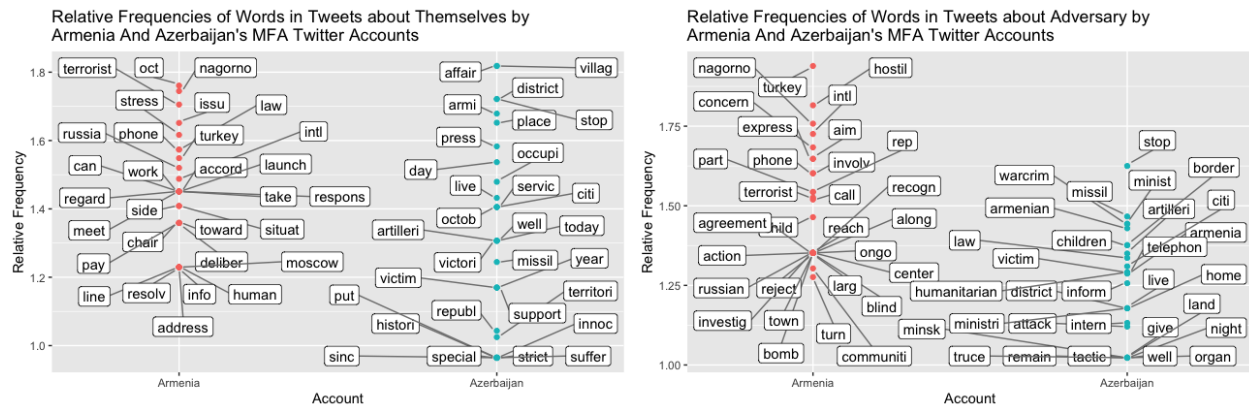 Relative Frequencies of Words in Tweets about Themselves by
Armenia And Azerbaijan's MFA Twitter Accounts
Relative Frequency
1.8
1.6
1.4
1.2
1.0
oct
nagorno
terrorist
stress
issu
law
russia
phone
turkey
intl
can
work
accord
launch
regard
take
respons
side
meet
chair
toward
situat
pay
deliber
moscow
line
resolv
info
human
address
affair
villag
district
armi
place
stop
press
occupi
day
live
servic
citi
octob
well
today
artilleri
victori
missil
year
victim
put
territori
republ
support
histori
innoc
sinc
special
strict
suffer
Armenia
Azerbaijan
Account
Relative Frequencies of Words in Tweets about Adversary by
Armenia And Azerbaijan's MFA Twitter Accounts
Relative Frequency
1.75
1.50
1.25
1.00
nagorno
hostil
turkey
intl
concern
express
aim
rep
part
phone
involv
terrorist
call
recogn
agreement
hild
reach
along
action
ongo
center
russian
reject
larg
blind
investig
town
turn
bomb
communiti
stop
border
warcrim
minist
missil
citi
armenian
artilleri
armenia
law
children
telephon
victim
live
home
humanitarian
district
inform
land
minsk
ministri
attack
intern
give
night
truce
remain
tactic
well
organ
Armenia
Azerbaijan
Account